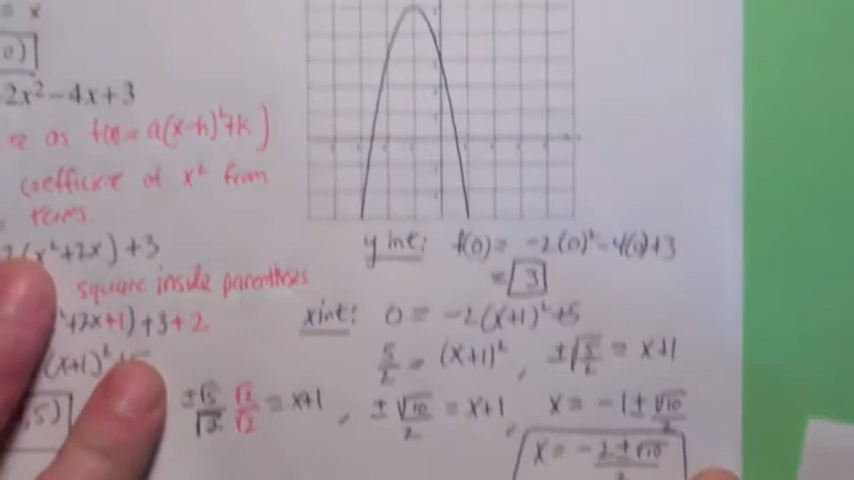 = x
0)
2x² - 4x + 3
as f(x) = a(x-h)² + k)
coefficient of x² from
terms.
(x² + 2x) + 3
square inside parentheses
+2x+1) + 3 + 2
(x+1)²
, 5)
y int: f(0) = -2(0)² - 4(0) + 3
= 3
x int: 0 = -2(x+1)² + 5
5/2 = (x+1)², ±√5/2 = x+1
±√5/√2 √2/√2 = x+1, ±√10/2 = x+1, x = -1 ± √10/2
x = -2±√10/2